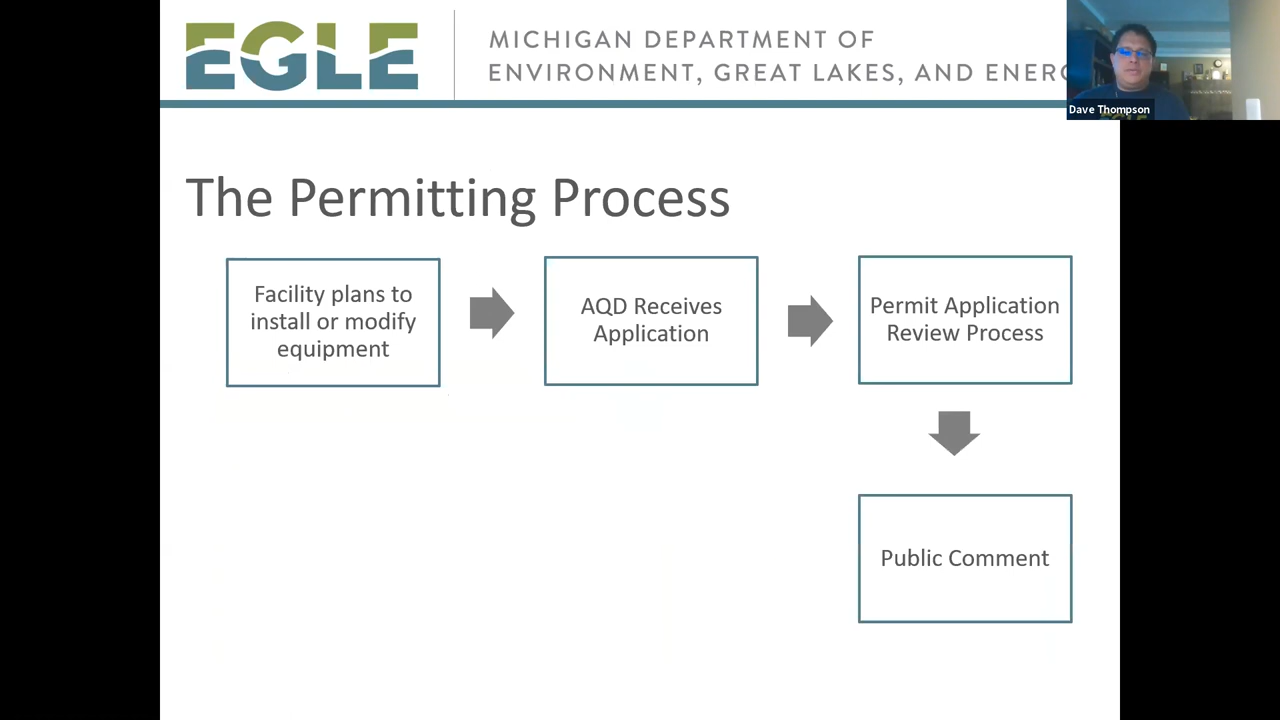 EGLE
MICHIGAN DEPARTMENT OF
ENVIRONMENT, GREAT LAKES, AND ENERG
Dave Thompson
The Permitting Process
Facility plans to
install or modify
equipment
AQD Receives
Application
Permit Application
Review Process
Public Comment